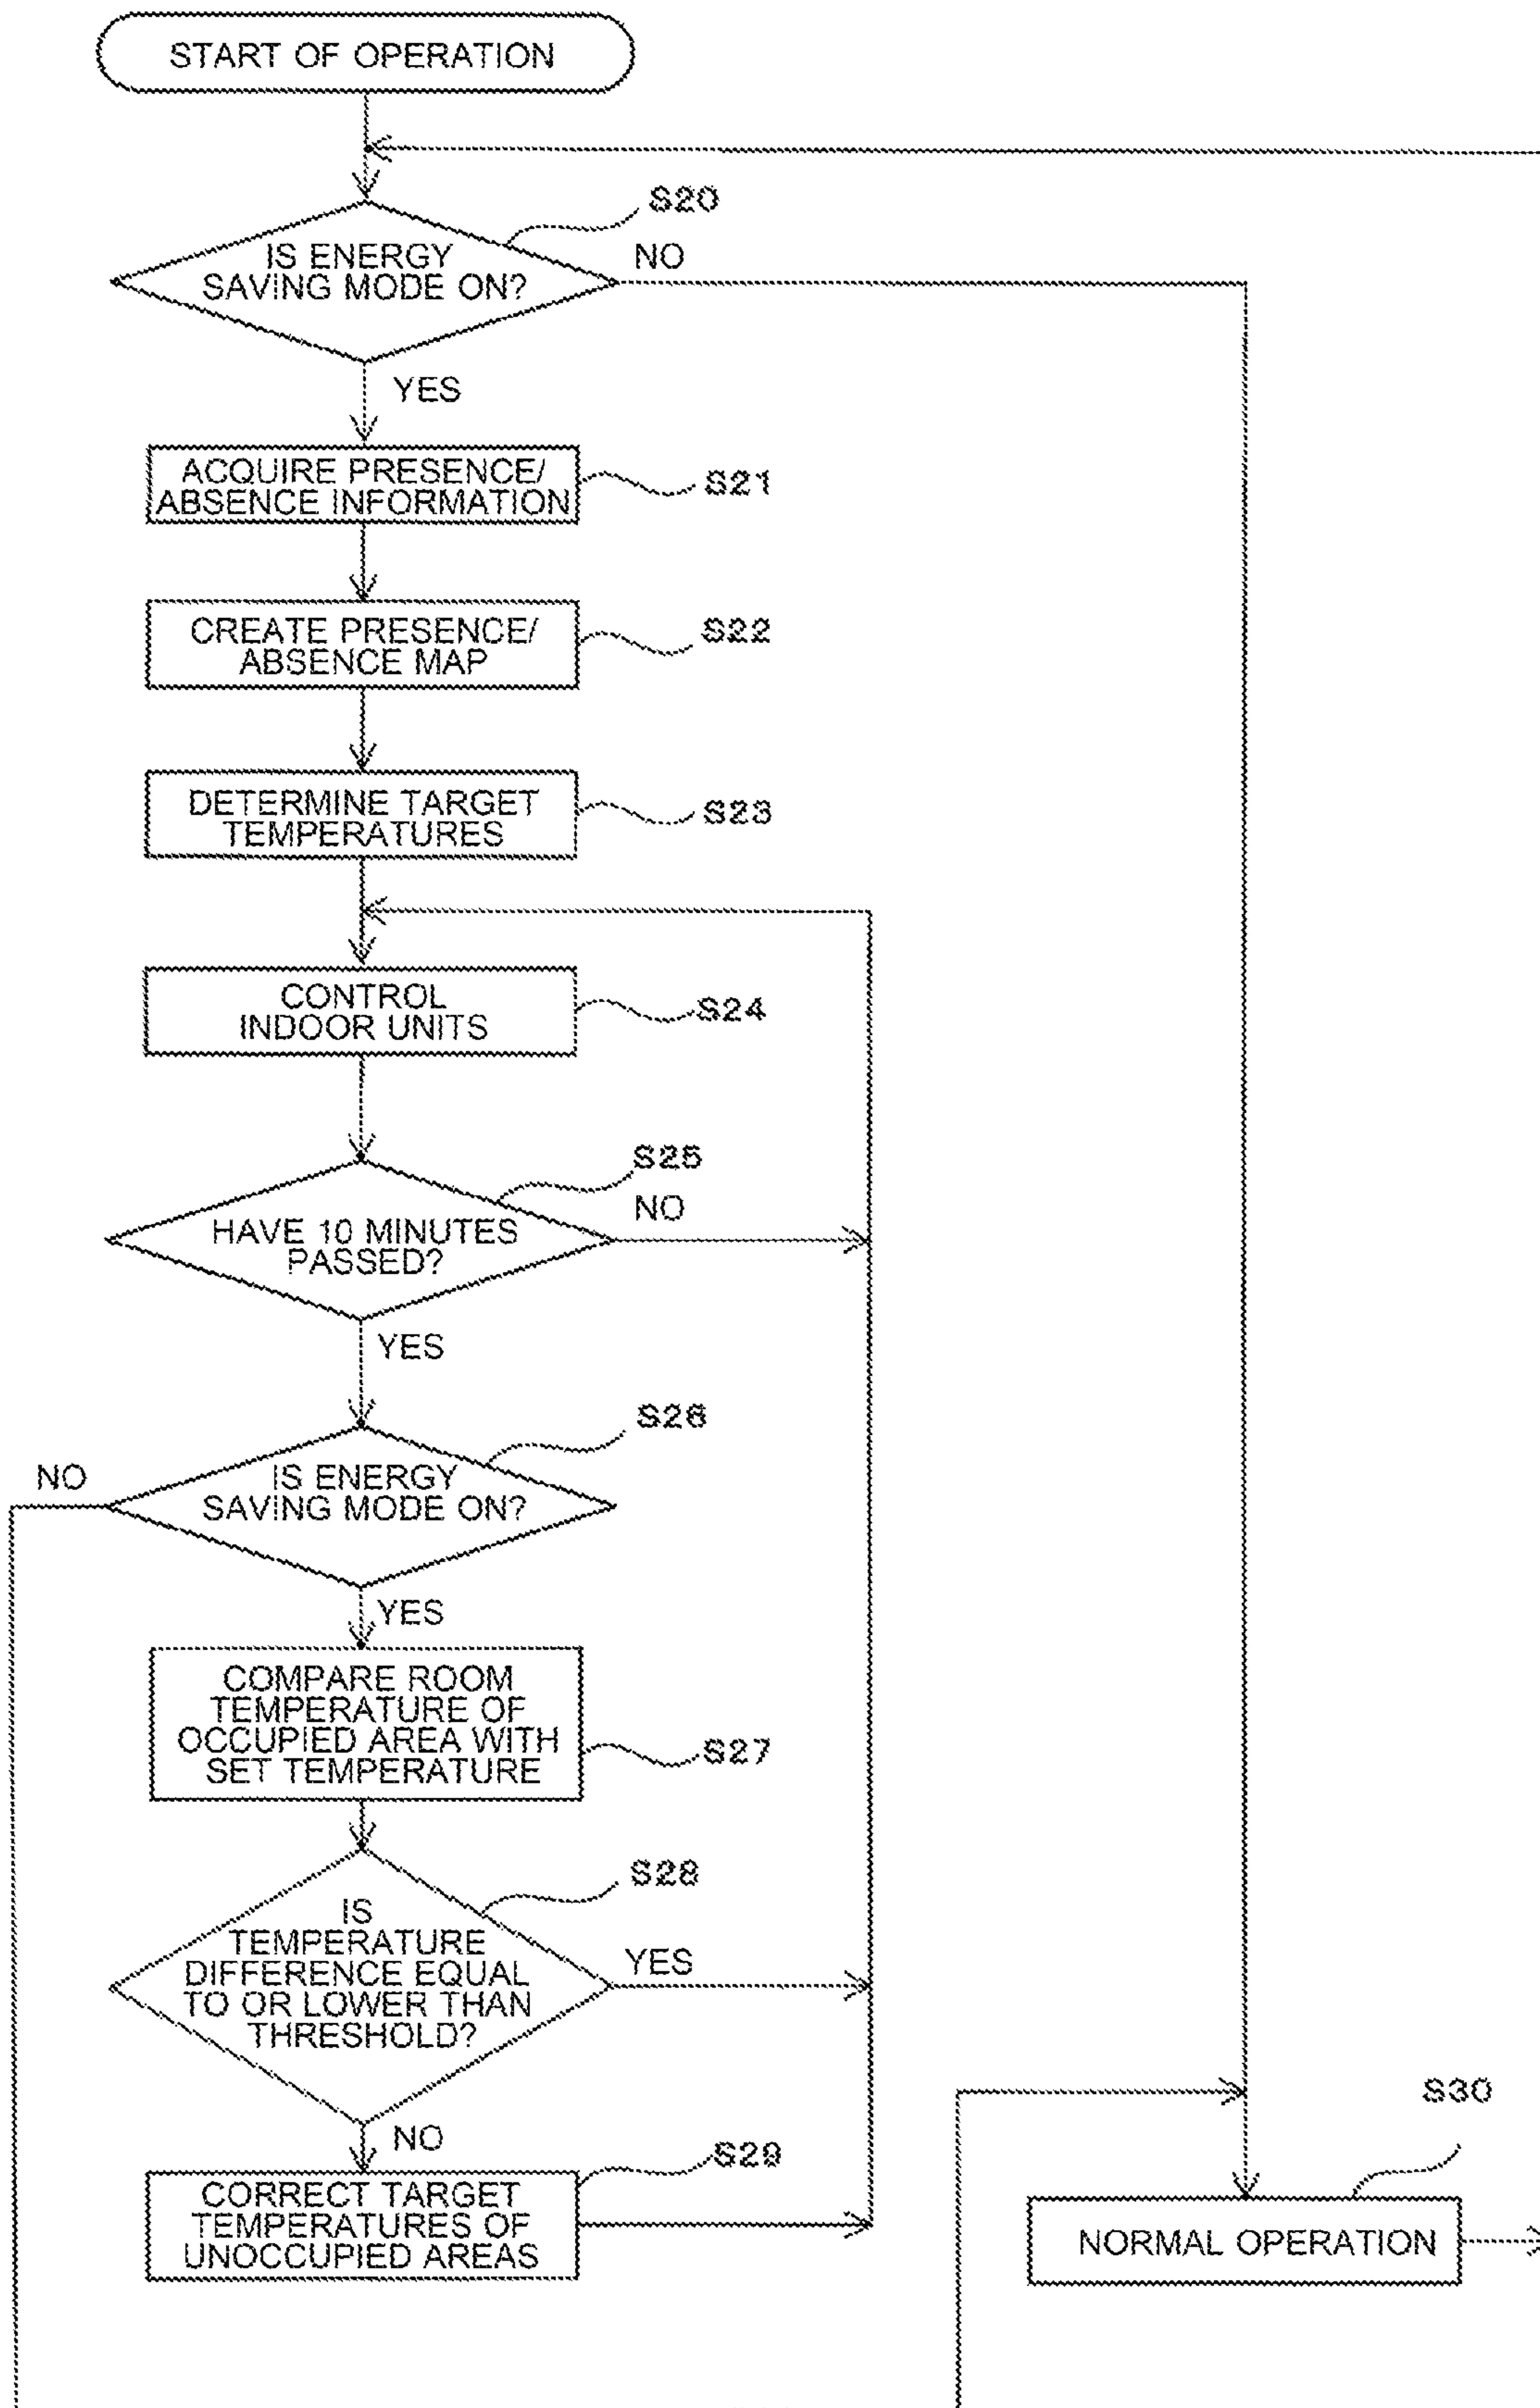 START OF OPERATION
S20
IS ENERGY
SAVING MODE ON?
NO
YES
ACQUIRE PRESENCE/
ABSENCE INFORMATION
S21
CREATE PRESENCE/
ABSENCE MAP
S22
DETERMINE TARGET
TEMPERATURES
S23
CONTROL
INDOOR UNITS
S24
S25
HAVE 10 MINUTES
PASSED?
NO
YES
S26
NO
IS ENERGY
SAVING MODE ON?
YES
COMPARE ROOM
TEMPERATURE OF
OCCUPIED AREA WITH
SET TEMPERATURE
S27
S28
IS
TEMPERATURE
DIFFERENCE EQUAL
TO OR LOWER THAN
THRESHOLD?
YES
NO
S29
CORRECT TARGET
TEMPERATURES OF
UNOCCUPIED AREAS
S30
NORMAL OPERATION